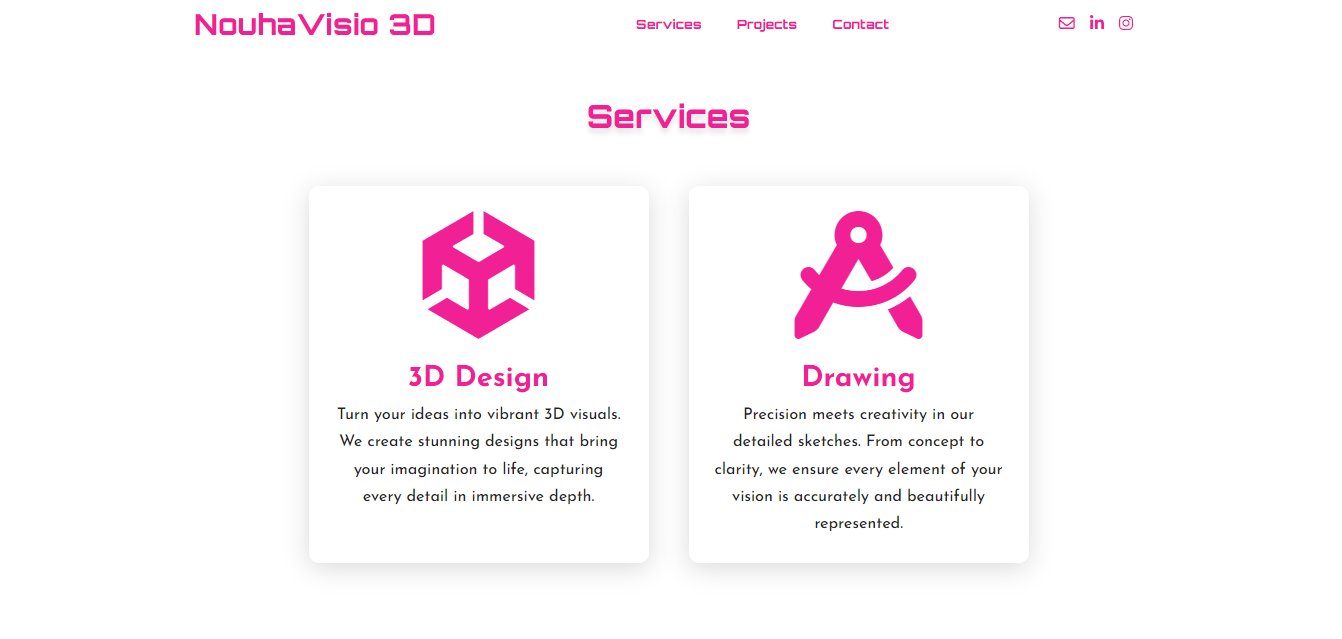 NouhaVisio 3D
Services
Projects
Contact
Services
3D Design
Turn your ideas into vibrant 3D visuals.
We create stunning designs that bring
your imagination to life, capturing
every detail in immersive depth.
Drawing
Precision meets creativity in our
detailed sketches. From concept to
clarity, we ensure every element of your
vision is accurately and beautifully
represented.